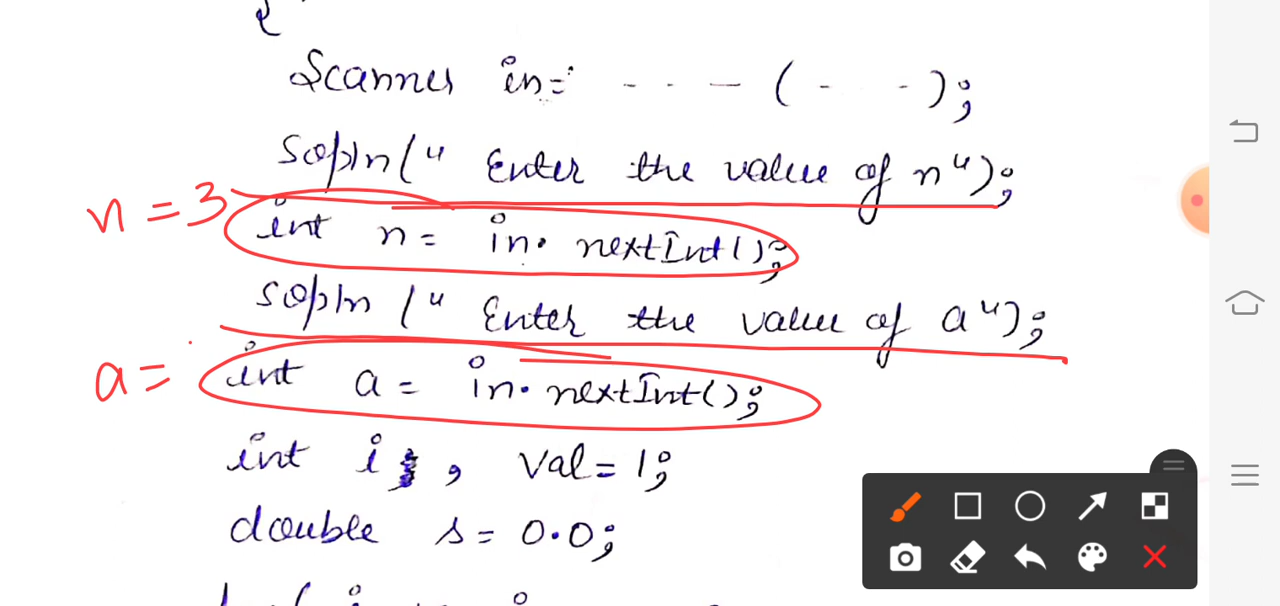 {
Scanner in= - - - ( - - - );
Sopln(" Enter the value of n");
n = 3
int n = in. nextInt();
sopln (" Enter the value of a");
a =
int a = in. nextInt();
int i , val = 1;
double s = 0.0;